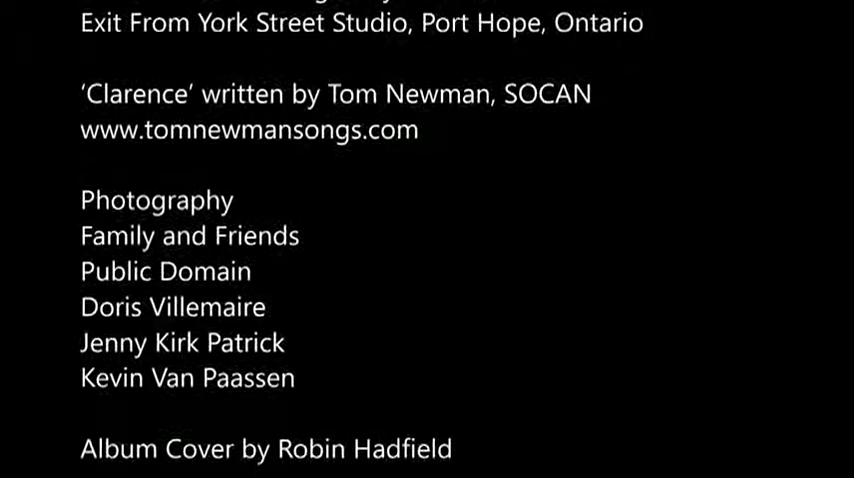 Exit From York Street Studio, Port Hope, Ontario
‘Clarence’ written by Tom Newman, SOCAN
www.tomnewmansongs.com
Photography
Family and Friends
Public Domain
Doris Villemaire
Jenny Kirk Patrick
Kevin Van Paassen
Album Cover by Robin Hadfield